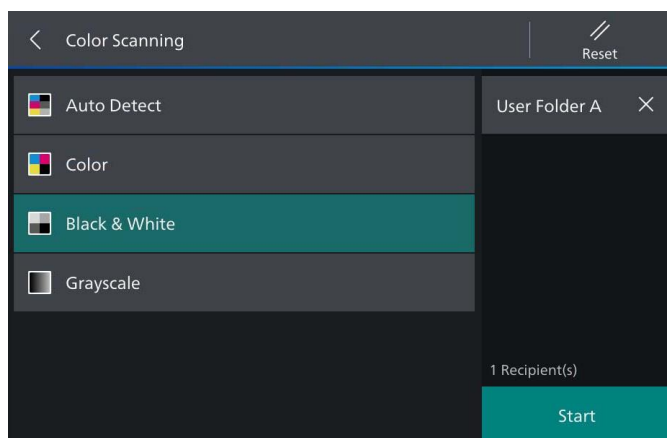 Color Scanning
Reset
Auto Detect
Color
Black & White
Grayscale
User Folder A
1 Recipient(s)
Start